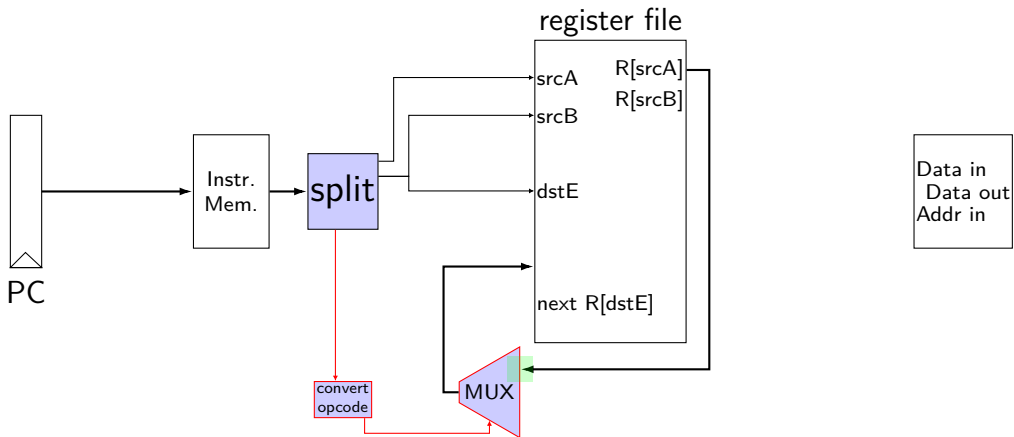 register file
srcA
R[srcA]
R[srcB]
srcB
Instr.
Mem.
split
dstE
Data in
Data out
Addr in
PC
next R[dstE]
convert
opcode
MUX